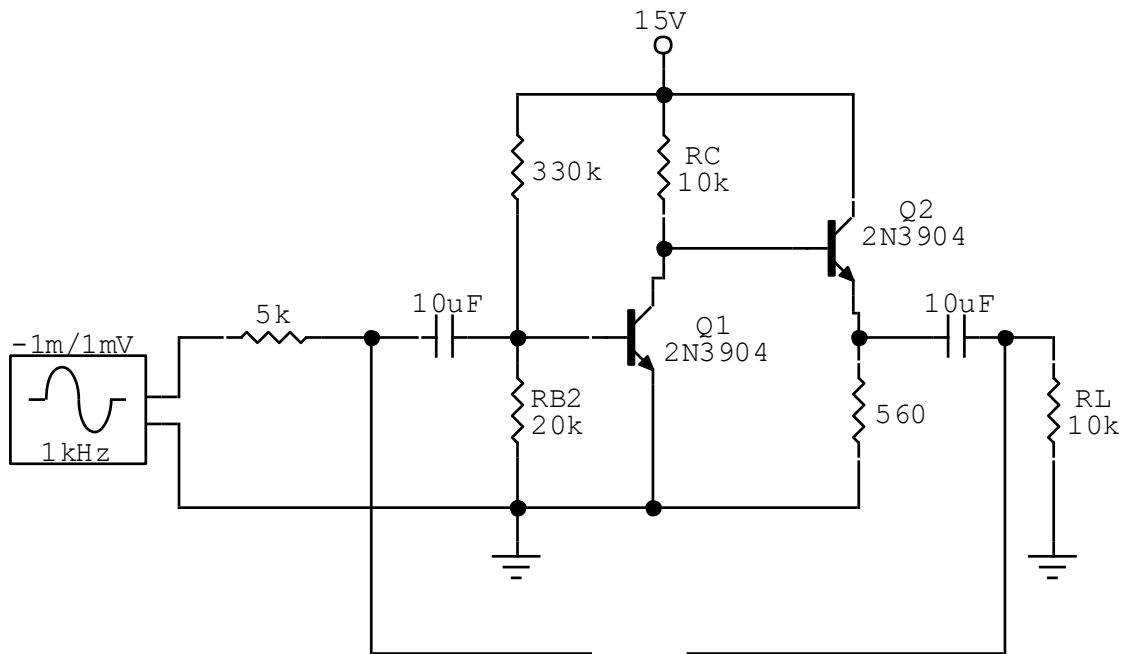 15V
RC
10k
330k
Q2
2N3904
10uF
10uF
5k
Q1
2N3904
-1m/1mV
RB2
20k
560
RL
10k
1kHz